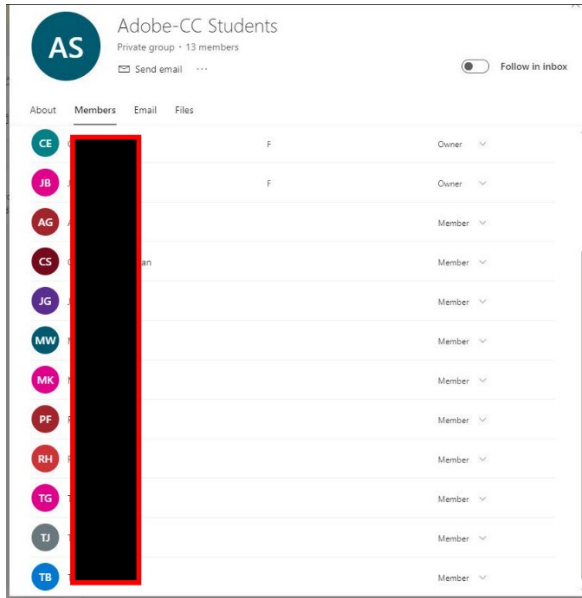 AS
Adobe-CC Students
Private group • 13 members
Send email ...
Follow in inbox
About Members Email Files
CE F Owner
JB J F Owner
AG A Member
CS an Member
JG J Member
MW Member
MK Member
PF Member
RH Member
TG T Member
TJ T Member
TB T Member